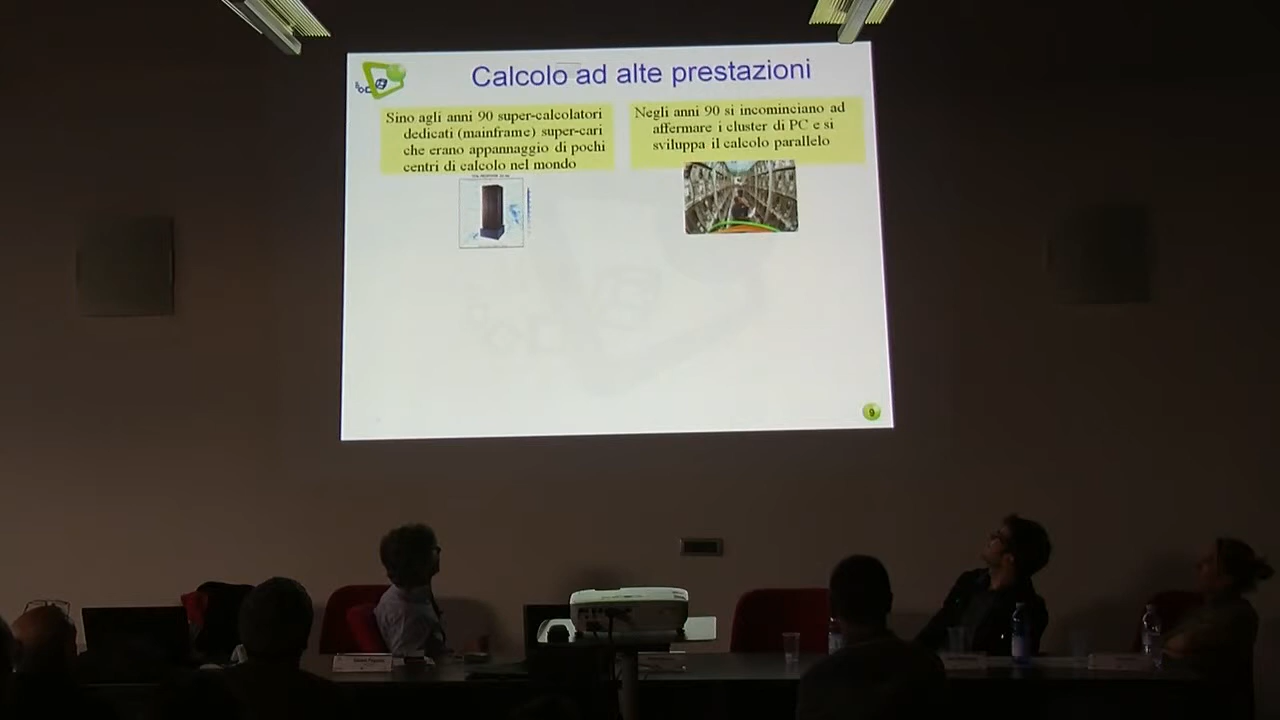 Calcolo ad alte prestazioni
Sino agli anni 90 super-calcolatori
dedicati (mainframe) super-cari
che erano appannaggio di pochi
centri di calcolo nel mondo
Negli anni 90 si incominciano ad
affermare i cluster di PC e si
sviluppa il calcolo parallelo
9